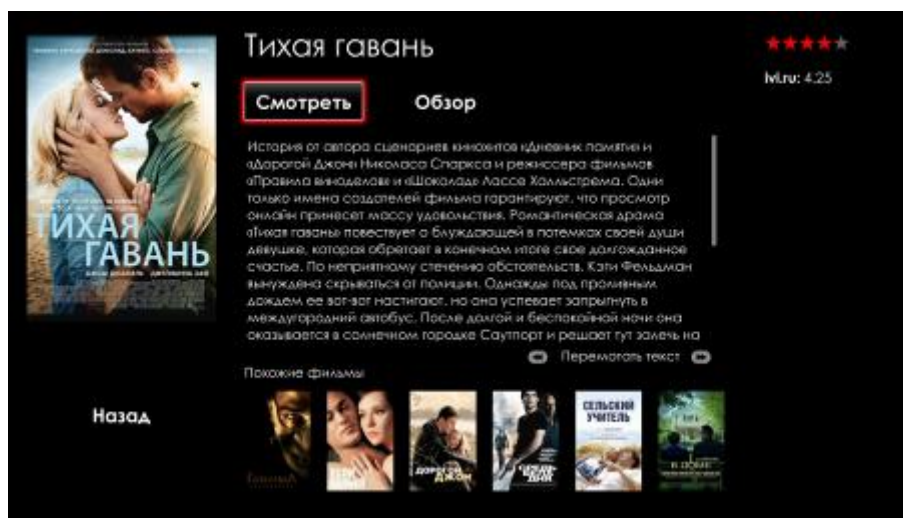 Тихая гавань
ivi.ru: 4.25
Смотреть
Обзор
История от автора сценариев кинохитов «Дневник памяти» и
«Дорогой Джон» Николаса Спаркса и режиссера фильмов
«Правила виноделов» и «Шоколад» Лассе Халльстрема. Одни
только имена создателей фильма гарантируют, что просмотр
онлайн принесет массу удовольствия. Романтическая драма
«Тихая гавань» повествует о блуждающей в потемках своей души
девушке, которая обретает в конечном итоге свое долгожданное
счастье. По неприятному стечению обстоятельств, Кэти Фельдман
вынуждена скрываться от полиции. Однажды под проливным
дождем ее вот-вот настигают, но она успевает запрыгнуть в
междугородний автобус. После долгой и беспокойной ночи она
оказывается в солнечном городке Саутпорт и решает тут залечь на
Перемотать текст
ТИХАЯ
ГАВАНЬ
Похожие фильмы
Назад
ДОРОГОЙ
ДЖОН
СЕЛЬСКИЙ
УЧИТЕЛЬ
В ДОМЕ